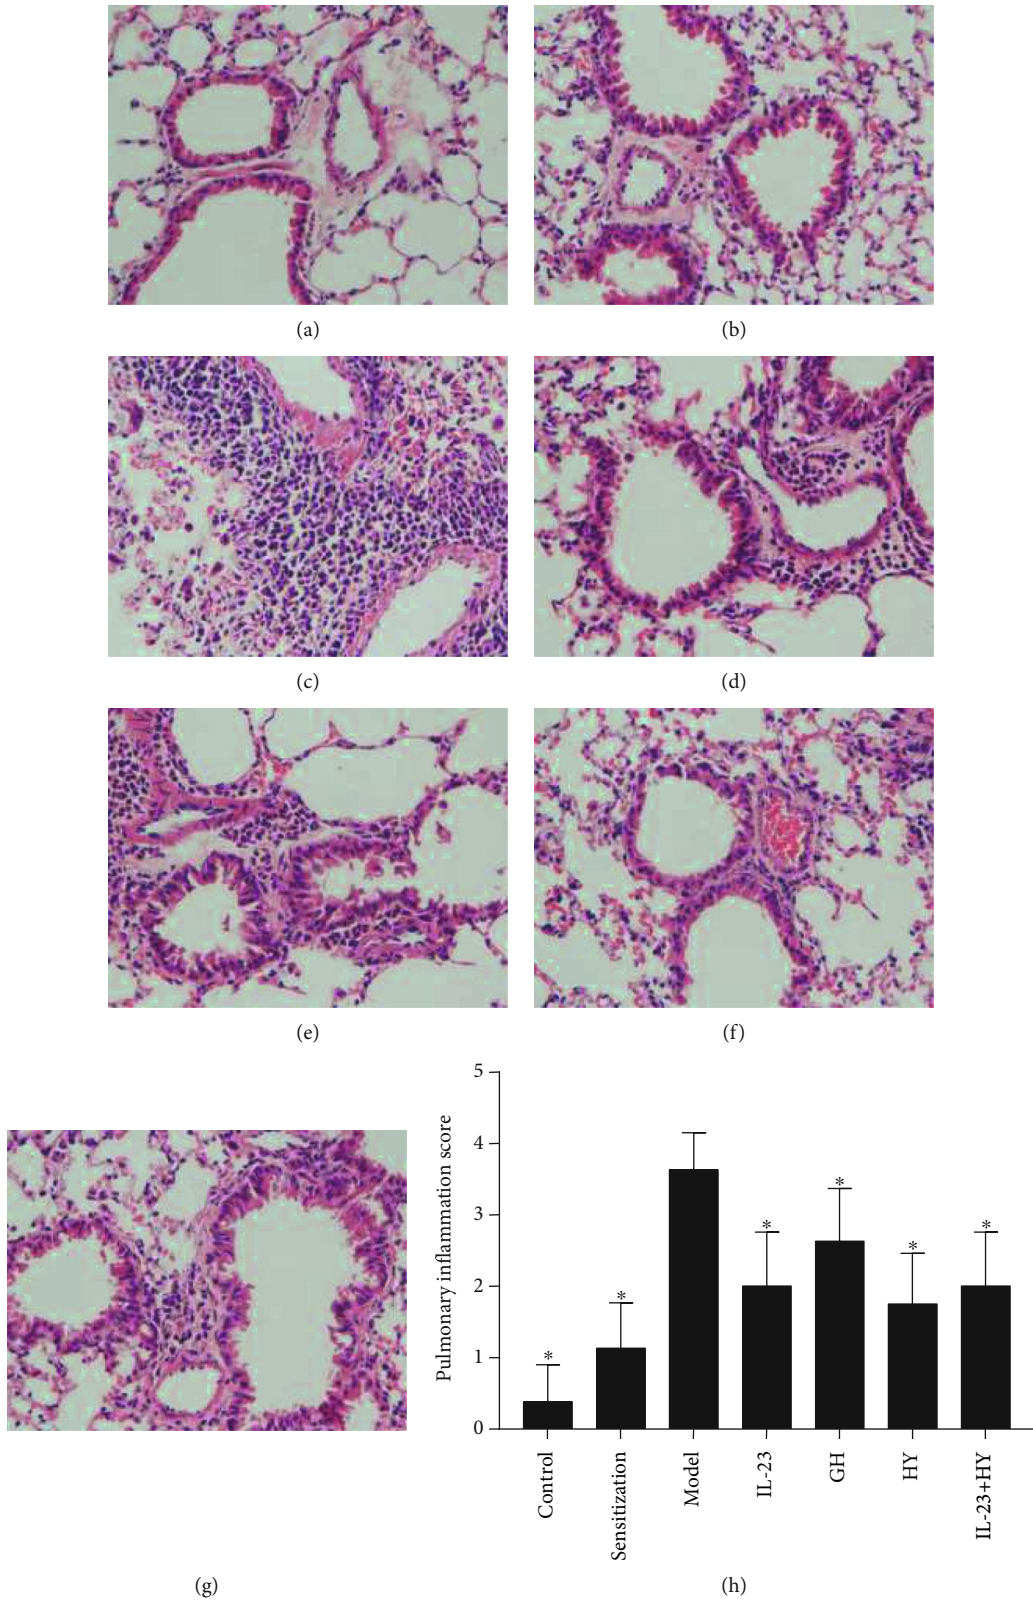 (a)
(b)
(c)
(d)
(e)
(f)
(g)
Pulmonary inflammation score
5
4
3
2
1
0
*
*
*
*
*
*
Control
Sensitization
Model
IL-23
GH
HY
IL-23+HY
(h)